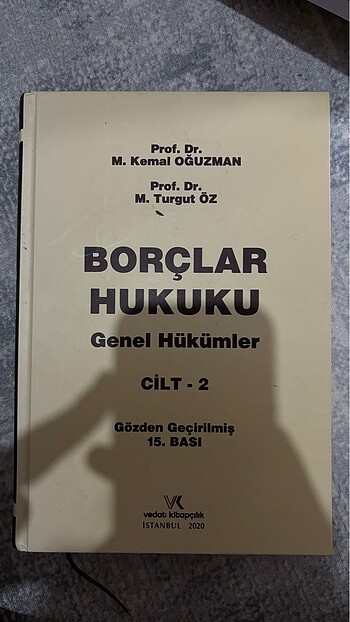 Prof. Dr.
M. Kemal OĞUZMAN
Prof. Dr.
M. Turgut ÖZ
BORÇLAR
HUKUKU
Genel Hükümler
CİLT - 2
Gözden Geçirilmiş
15. BASI
VK
vedat kitapçılık
İSTANBUL 2020